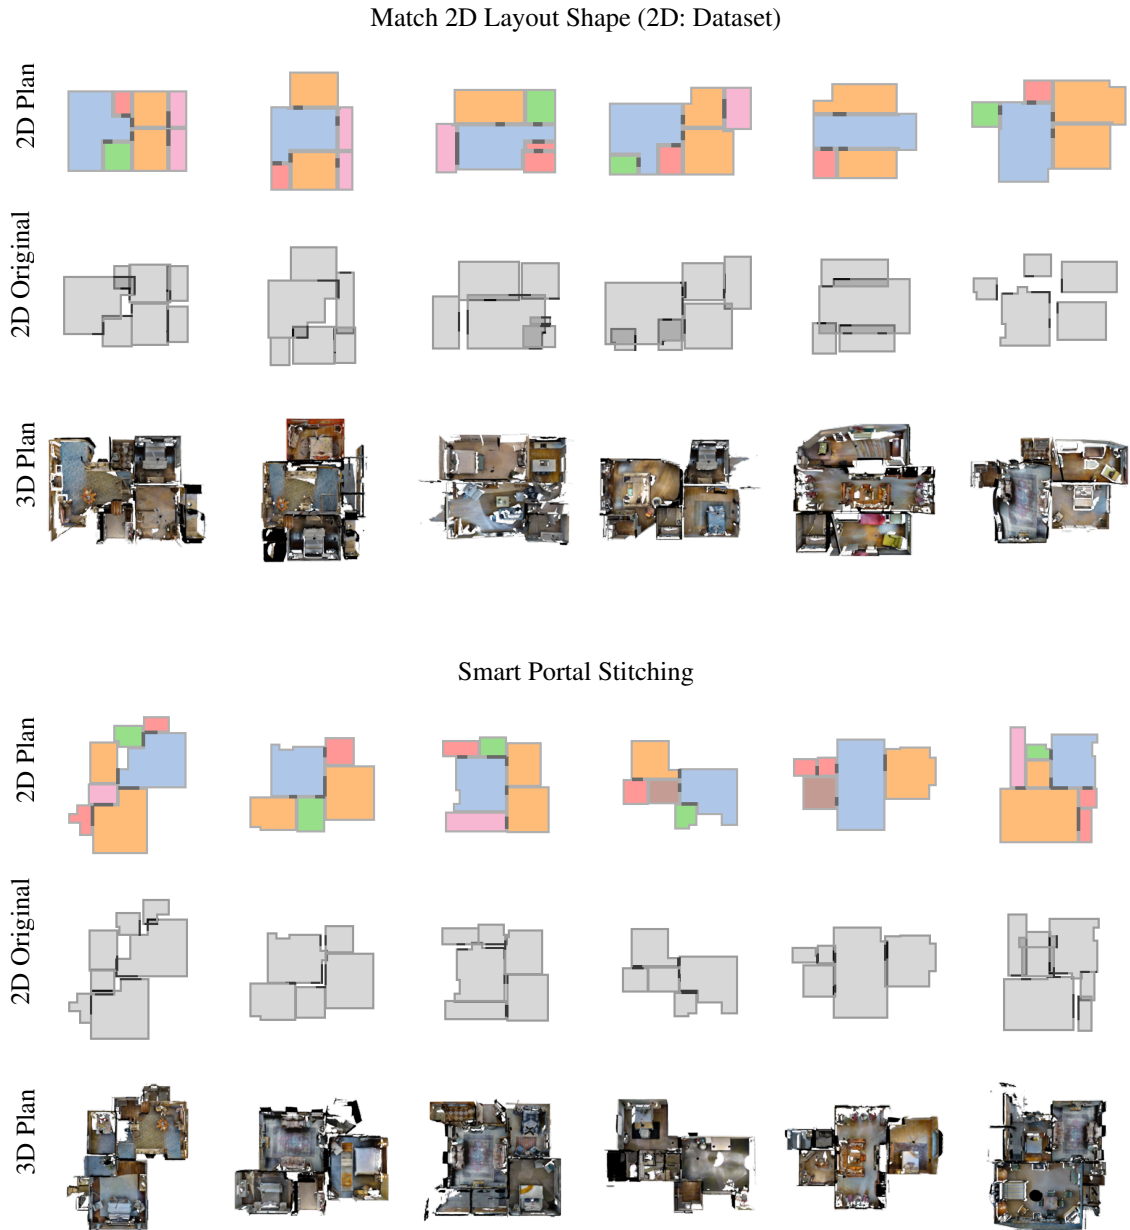 Match 2D Layout Shape (2D: Dataset)
2D Plan
2D Original
3D Plan
Smart Portal Stitching
2D Plan
2D Original
3D Plan